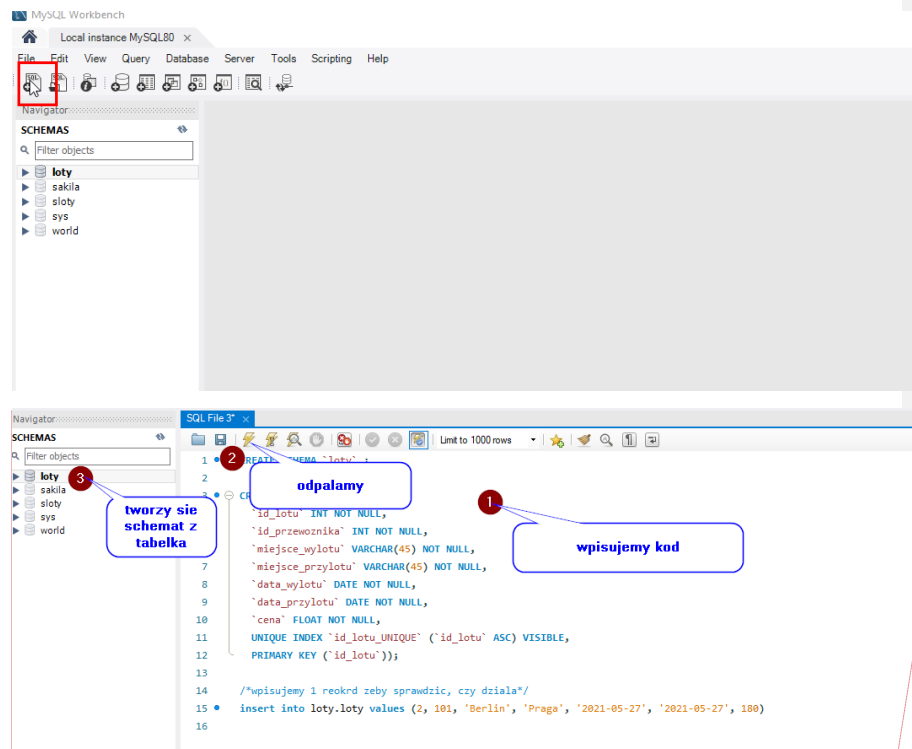 MySQL Workbench
Local instance MySQL80 ×
File Edit View Query Database Server Tools Scripting Help
Navigator
SCHEMAS
Filter objects
loty
sakila
sloty
sys
world
Navigator
SQL File 3* ×
SCHEMAS
Limit to 1000 rows
Filter objects
loty
sakila
sloty
sys
world
1
2
3
odpalamy
wpisujemy kod
tworzy sie
schemat z
tabelka
1 CREATE SCHEMA `loty` ;
2
`id_lotu` INT NOT NULL,
`id_przewoznika` INT NOT NULL,
`miejsce_wylotu` VARCHAR(45) NOT NULL,
7 `miejsce_przylotu` VARCHAR(45) NOT NULL,
8 `data_wylotu` DATE NOT NULL,
9 `data_przylotu` DATE NOT NULL,
10 `cena` FLOAT NOT NULL,
11 UNIQUE INDEX `id_lotu_UNIQUE` (`id_lotu` ASC) VISIBLE,
12 PRIMARY KEY (`id_lotu`));
13
14 /*wpisujemy 1 reokrd zeby sprawdzic, czy dziala*/
15 insert into loty.loty values (2, 101, 'Berlin', 'Praga', '2021-05-27', '2021-05-27', 180)
16